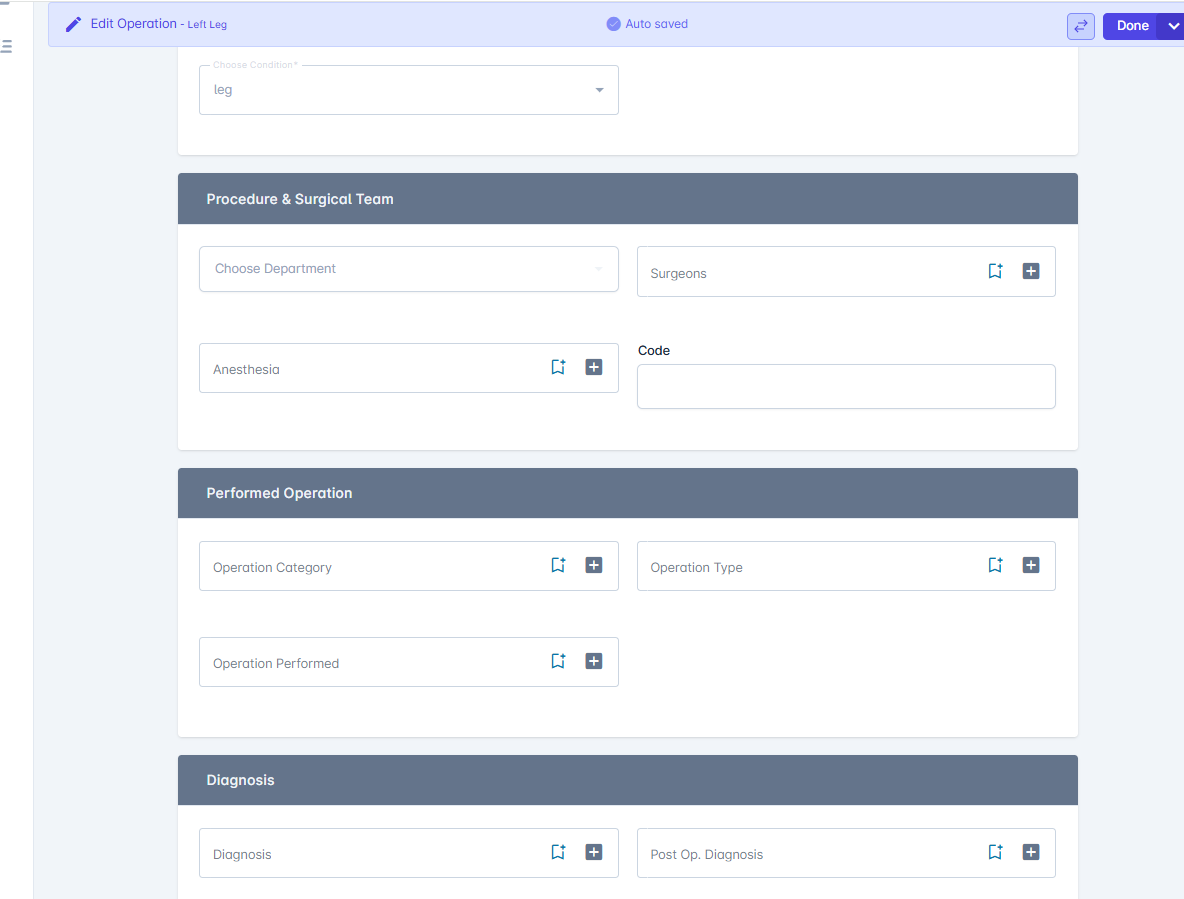 Edit Operation - Left Leg
Auto saved
Done
Choose Condition*
leg
Procedure & Surgical Team
Choose Department
Surgeons
Anesthesia
Code
Performed Operation
Operation Category
Operation Type
Operation Performed
Diagnosis
Diagnosis
Post Op. Diagnosis